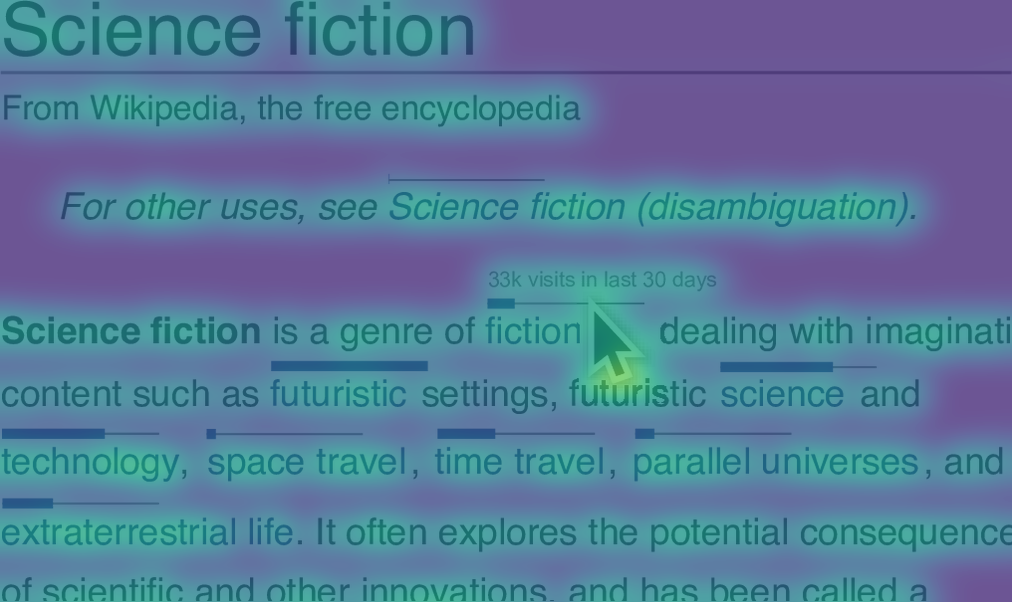 Science fiction
From Wikipedia, the free encyclopedia
For other uses, see Science fiction (disambiguation).
33k visits in last 30 days
Science fiction is a genre of fiction dealing with imaginati
content such as futuristic settings, futuristic science and
technology, space travel, time travel, parallel universes, and
extraterrestrial life. It often explores the potential consequence
of scientific and other innovations, and has been called a